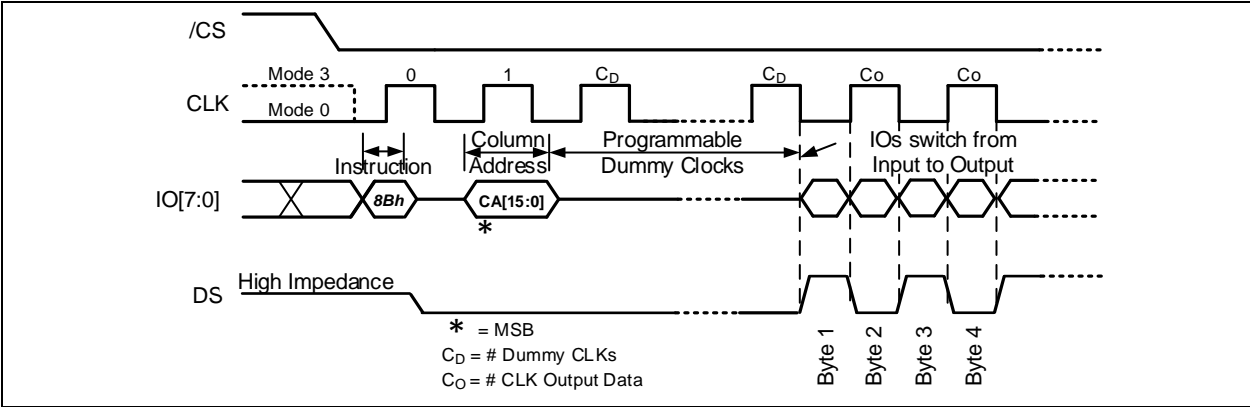 /CS
Mode 3
0
1
CD
CD
Co
Co
CLK
Mode 0
Instruction
Column
Address
Programmable
Dummy Clocks
IOs switch from
Input to Output
IO[7:0]
8Bh
CA[15:0]
*
High Impedance
DS
* = MSB
CD = # Dummy CLKs
CO = # CLK Output Data
Byte 1
Byte 2
Byte 3
Byte 4